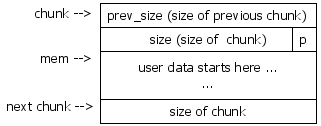 chunk --> prev_size (size of previous chunk)
size (size of chunk) p
mem --> user data starts here ...
...
next chunk --> size of chunk